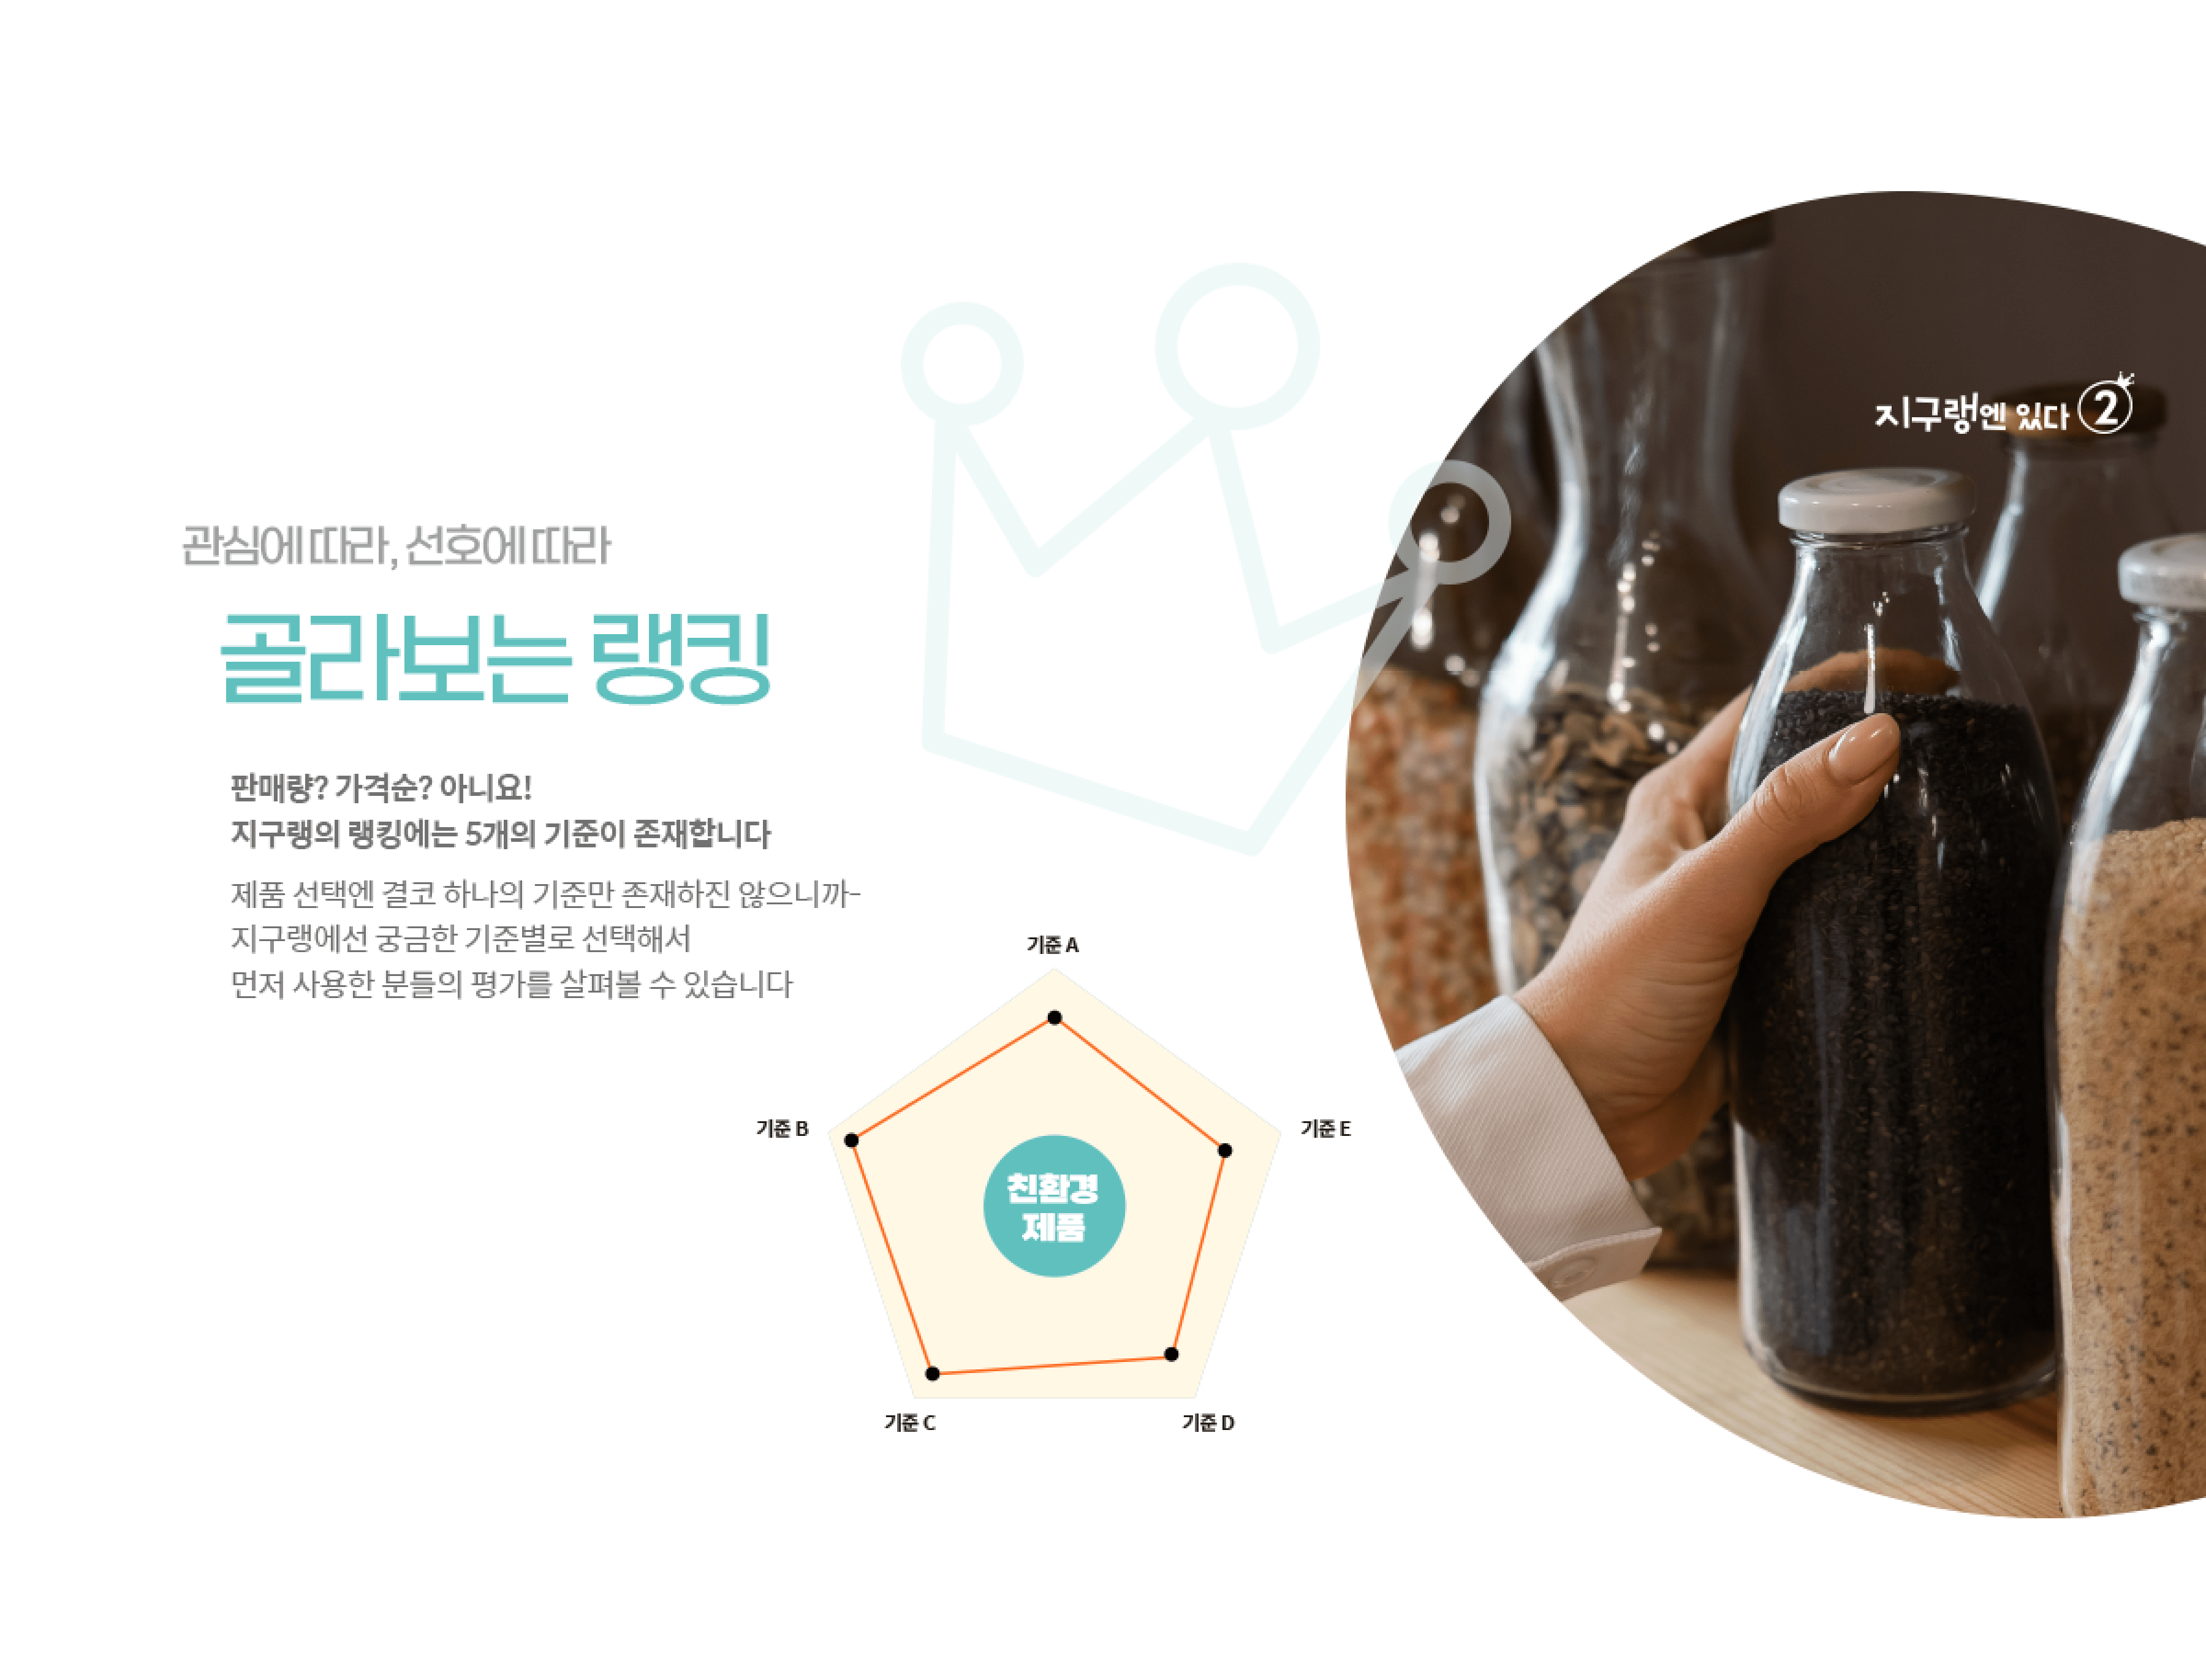 지구랭엔 있다 2
관심에 따라, 선호에 따라
골라보는 랭킹
판매량? 가격순? 아니요!
지구랭의 랭킹에는 5개의 기준이 존재합니다
제품 선택엔 결코 하나의 기준만 존재하진 않으니까-
지구랭에선 궁금한 기준별로 선택해서
먼저 사용한 분들의 평가를 살펴볼 수 있습니다
기준 A
기준 B
기준 E
친환경
제품
기준 C
기준 D